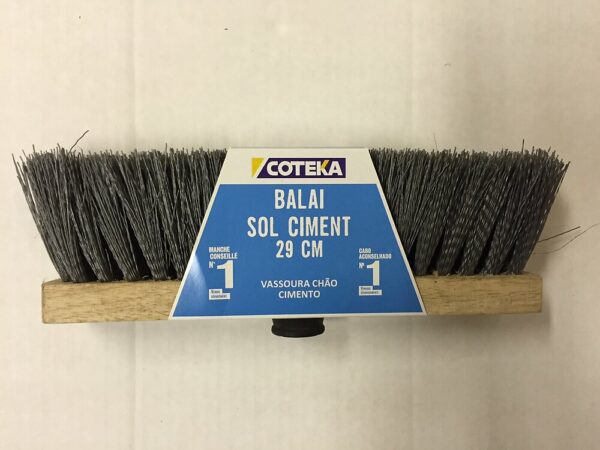 COTEKA
BALAI
SOL CIMENT
29 CM
MANCHE
CONSEILLÉ
N° 1
CABO
ACONSELHADO
N° 1
VASSOURA CHÃO
CIMENTO